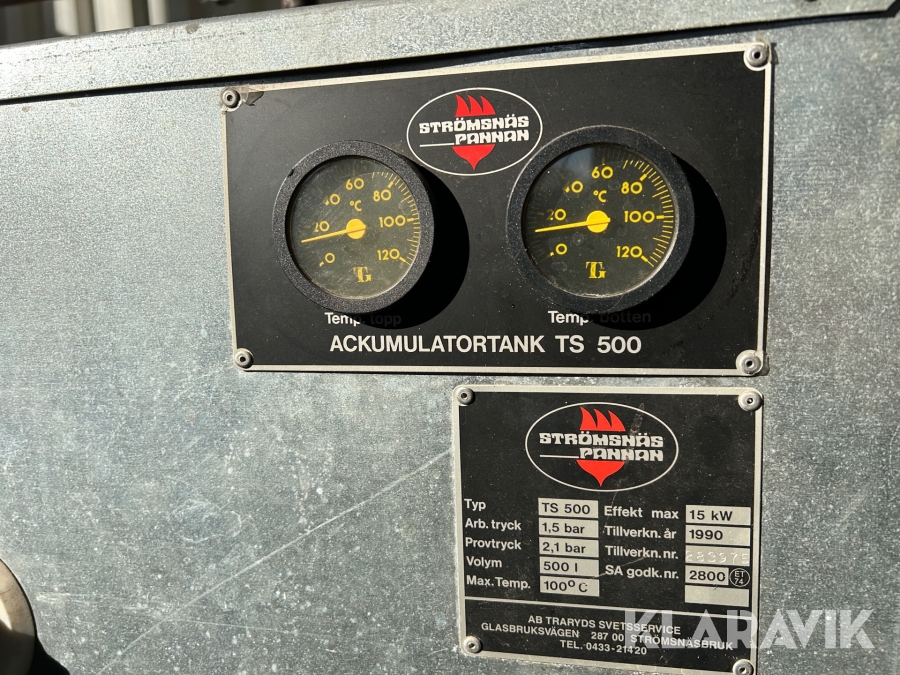 STRÖMSNÄS
PANNAN
0 20 40 60 80 100 120
°C
TG
0 20 40 60 80 100 120
°C
TG
Temp. topp
Temp. botten
ACKUMULATORTANK TS 500
STRÖMSNÄS
PANNAN
Typ TS 500 Effekt max 15 kW
Arb. tryck 1,5 bar Tillverkn. år 1990
Provtryck 2,1 bar Tillverkn. nr.
Volym 500 l SA godk. nr. 2800 ET 74
Max. Temp. 100°C
AB TRARYDS SVETSSERVICE
GLASBRUKSVÄGEN 287 00 STRÖMSNÄSBRUK
TEL. 0433-21420
KLARAVIK